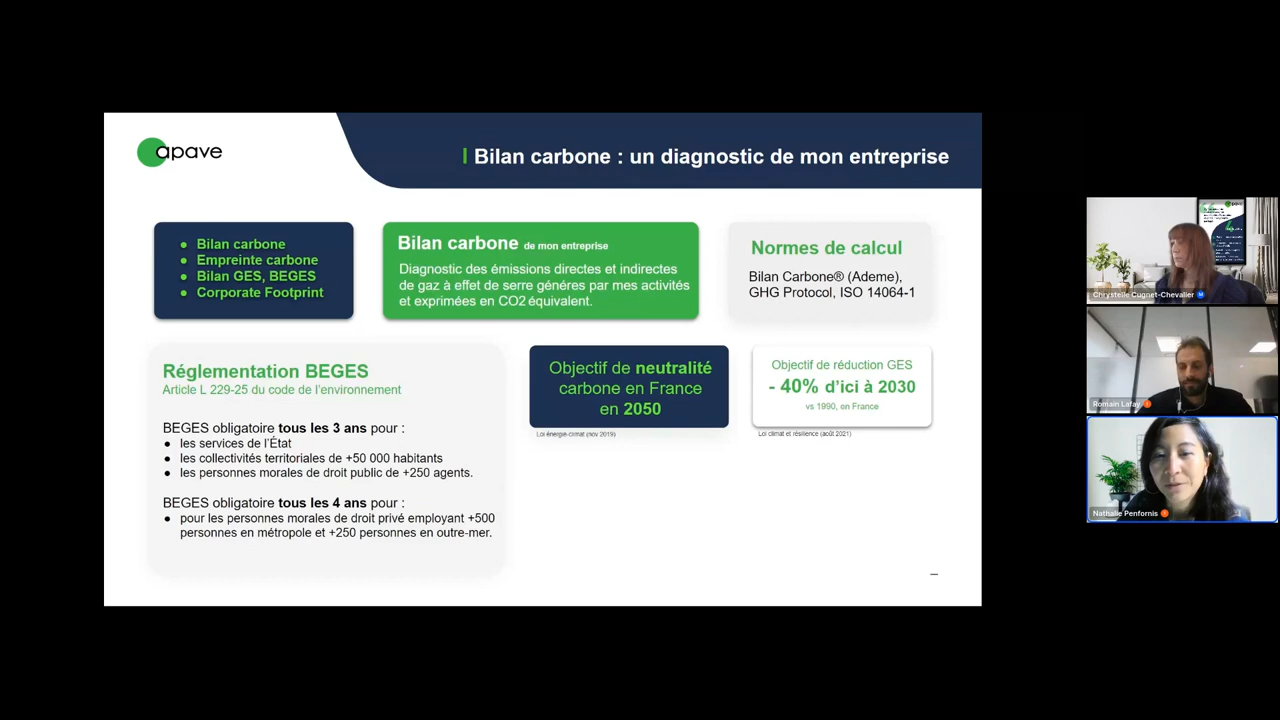 apave
Bilan carbone : un diagnostic de mon entreprise
Bilan carbone
Empreinte carbone
Bilan GES, BEGES
Corporate Footprint
Bilan carbone de mon entreprise
Diagnostic des émissions directes et indirectes
de gaz à effet de serre généres par mes activités
et exprimées en CO2 équivalent.
Normes de calcul
Bilan Carbone® (Ademe),
GHG Protocol, ISO 14064-1
Réglementation BEGES
Article L 229-25 du code de l'environnement
BEGES obligatoire tous les 3 ans pour :
les services de l'État
les collectivités territoriales de +50 000 habitants
les personnes morales de droit public de +250 agents.
BEGES obligatoire tous les 4 ans pour :
pour les personnes morales de droit privé employant +500
personnes en métropole et +250 personnes en outre-mer.
Objectif de neutralité
carbone en France
en 2050
Loi énergie-climat (nov 2019)
Objectif de réduction GES
- 40% d'ici à 2030
vs 1990, en France
Loi climat et résilience (août 2021)
Chrystelle Cugnet-Chevalier
Romain Lafay
Nathalie Penfornis